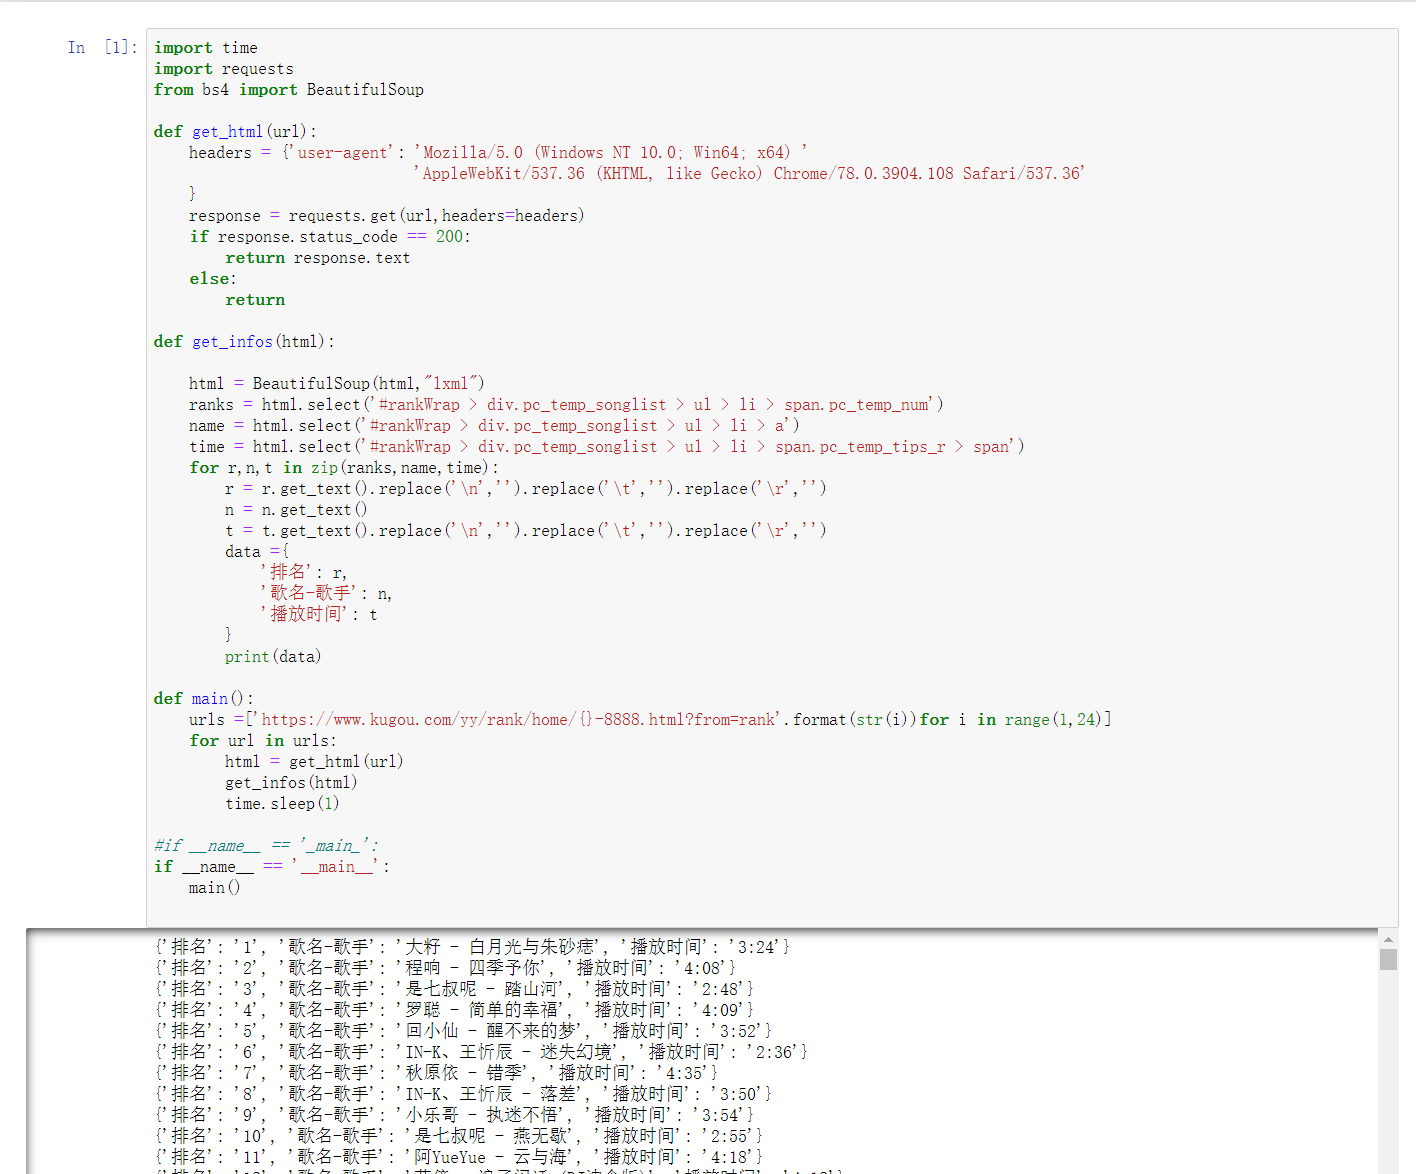 In [1]:
import time
import requests
from bs4 import BeautifulSoup
def get_html(url):
headers = {'user-agent': 'Mozilla/5.0 (Windows NT 10.0; Win64; x64) '
'AppleWebKit/537.36 (KHTML, like Gecko) Chrome/78.0.3904.108 Safari/537.36'
}
response = requests.get(url,headers=headers)
if response.status_code == 200:
return response.text
else:
return
def get_infos(html):
html = BeautifulSoup(html,"lxml")
ranks = html.select('#rankWrap > div.pc_temp_songlist > ul > li > span.pc_temp_num')
name = html.select('#rankWrap > div.pc_temp_songlist > ul > li > a')
time = html.select('#rankWrap > div.pc_temp_songlist > ul > li > span.pc_temp_tips_r > span')
for r,n,t in zip(ranks,name,time):
r = r.get_text().replace('\n','').replace('\t','').replace('\r','')
n = n.get_text()
t = t.get_text().replace('\n','').replace('\t','').replace('\r','')
data ={
'排名': r,
'歌名-歌手': n,
'播放时间': t
}
print(data)
def main():
urls =['https://www.kugou.com/yy/rank/home/{}-8888.html?from=rank'.format(str(i))for i in range(1,24)]
for url in urls:
html = get_html(url)
get_infos(html)
time.sleep(1)
#if __name__ == '_main_':
if __name__ == '__main__':
main()
{'排名': '1', '歌名-歌手': '大籽 - 白月光与朱砂痣', '播放时间': '3:24'}
{'排名': '2', '歌名-歌手': '程响 - 四季予你', '播放时间': '4:08'}
{'排名': '3', '歌名-歌手': '是七叔呢 - 踏山河', '播放时间': '2:48'}
{'排名': '4', '歌名-歌手': '罗聪 - 简单的幸福', '播放时间': '4:09'}
{'排名': '5', '歌名-歌手': '回小仙 - 醒不来的梦', '播放时间': '3:52'}
{'排名': '6', '歌名-歌手': 'IN-K、王忻辰 - 迷失幻境', '播放时间': '2:36'}
{'排名': '7', '歌名-歌手': '秋原依 - 错季', '播放时间': '4:35'}
{'排名': '8', '歌名-歌手': 'IN-K、王忻辰 - 落差', '播放时间': '3:50'}
{'排名': '9', '歌名-歌手': '小乐哥 - 执迷不悟', '播放时间': '3:54'}
{'排名': '10', '歌名-歌手': '是七叔呢 - 燕无歇', '播放时间': '2:55'}
{'排名': '11', '歌名-歌手': '阿YueYue - 云与海', '播放时间': '4:18'}